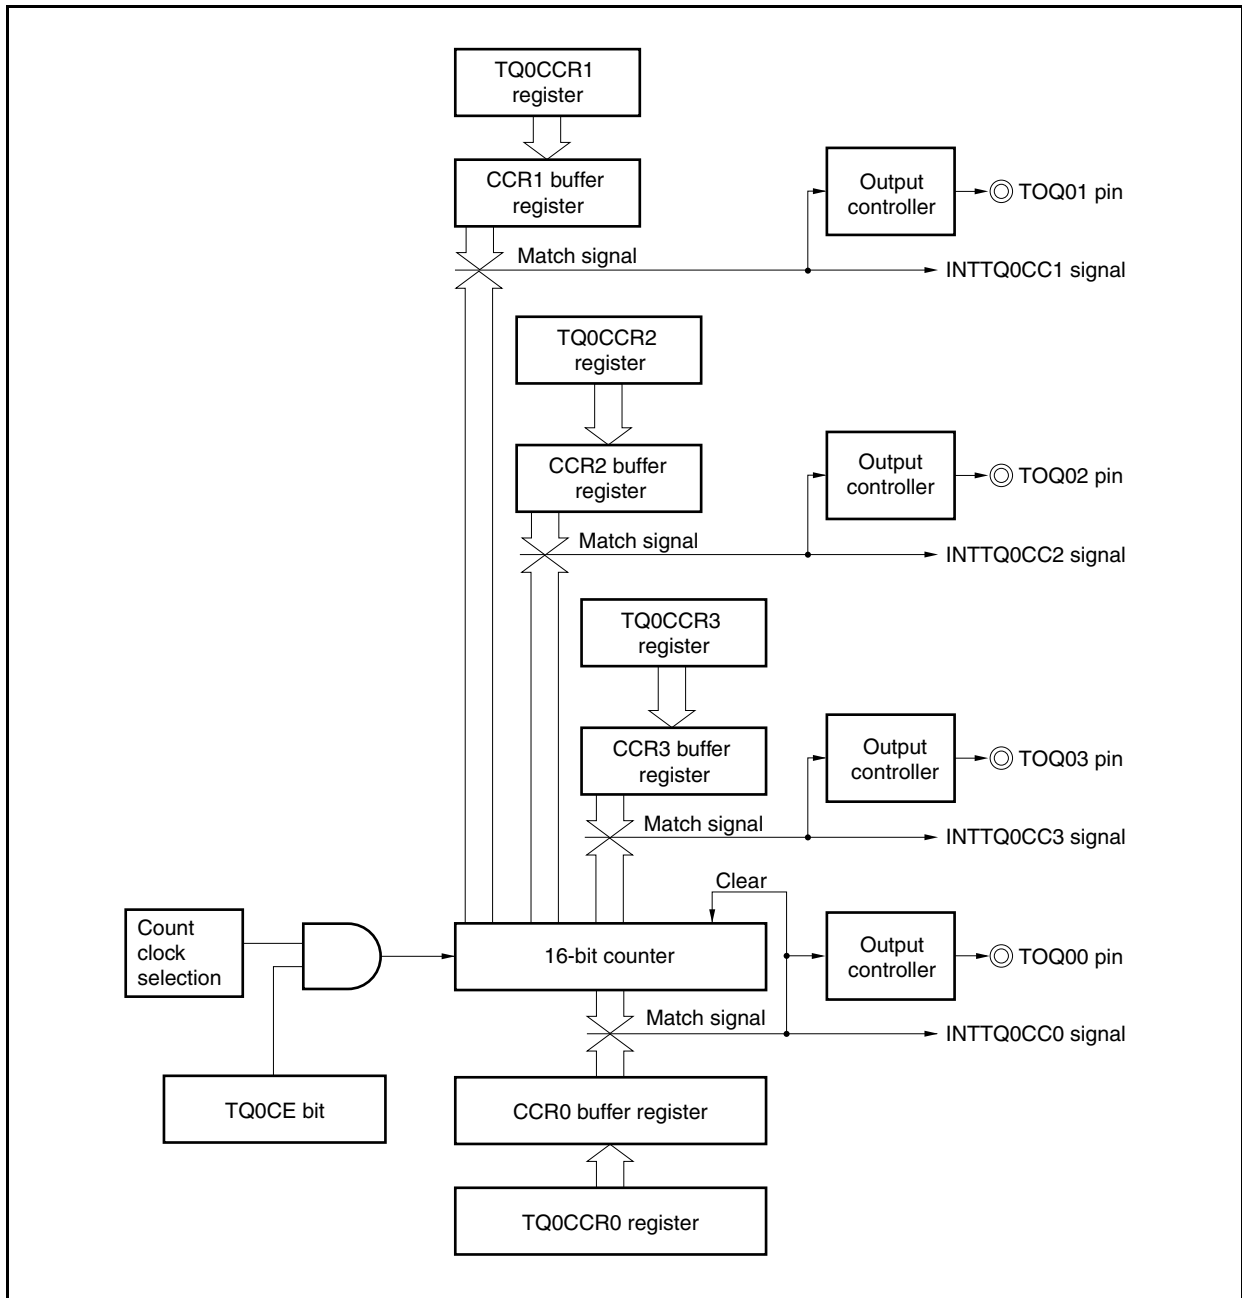 TQ0CCR1
register
CCR1 buffer
register
Output
controller
TOQ01 pin
Match signal
INTTQ0CC1 signal
TQ0CCR2
register
CCR2 buffer
register
Output
controller
TOQ02 pin
Match signal
INTTQ0CC2 signal
TQ0CCR3
register
CCR3 buffer
register
Output
controller
TOQ03 pin
Match signal
INTTQ0CC3 signal
Clear
Count
clock
selection
16-bit counter
Output
controller
TOQ00 pin
Match signal
INTTQ0CC0 signal
TQ0CE bit
CCR0 buffer register
TQ0CCR0 register